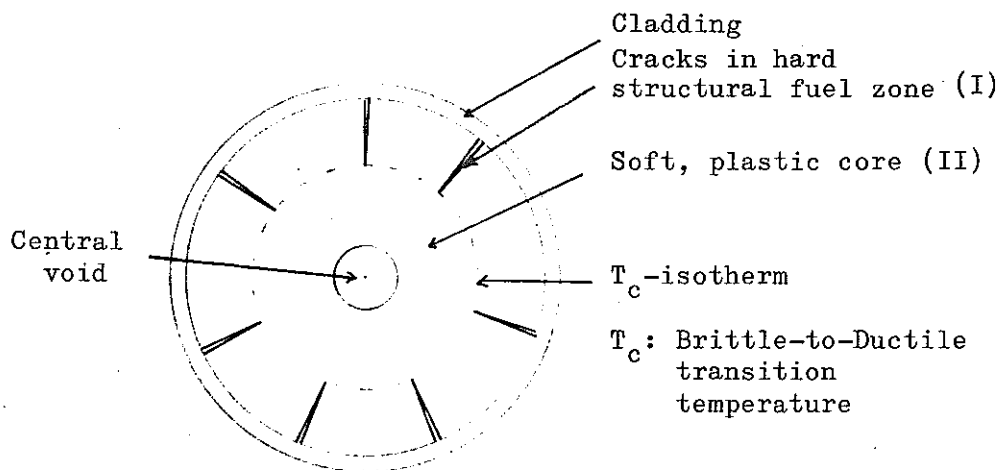 Cladding
Cracks in hard
structural fuel zone (I)
Soft, plastic core (II)
Central
void
T_c-isotherm
T_c: Brittle-to-Ductile
transition
temperature